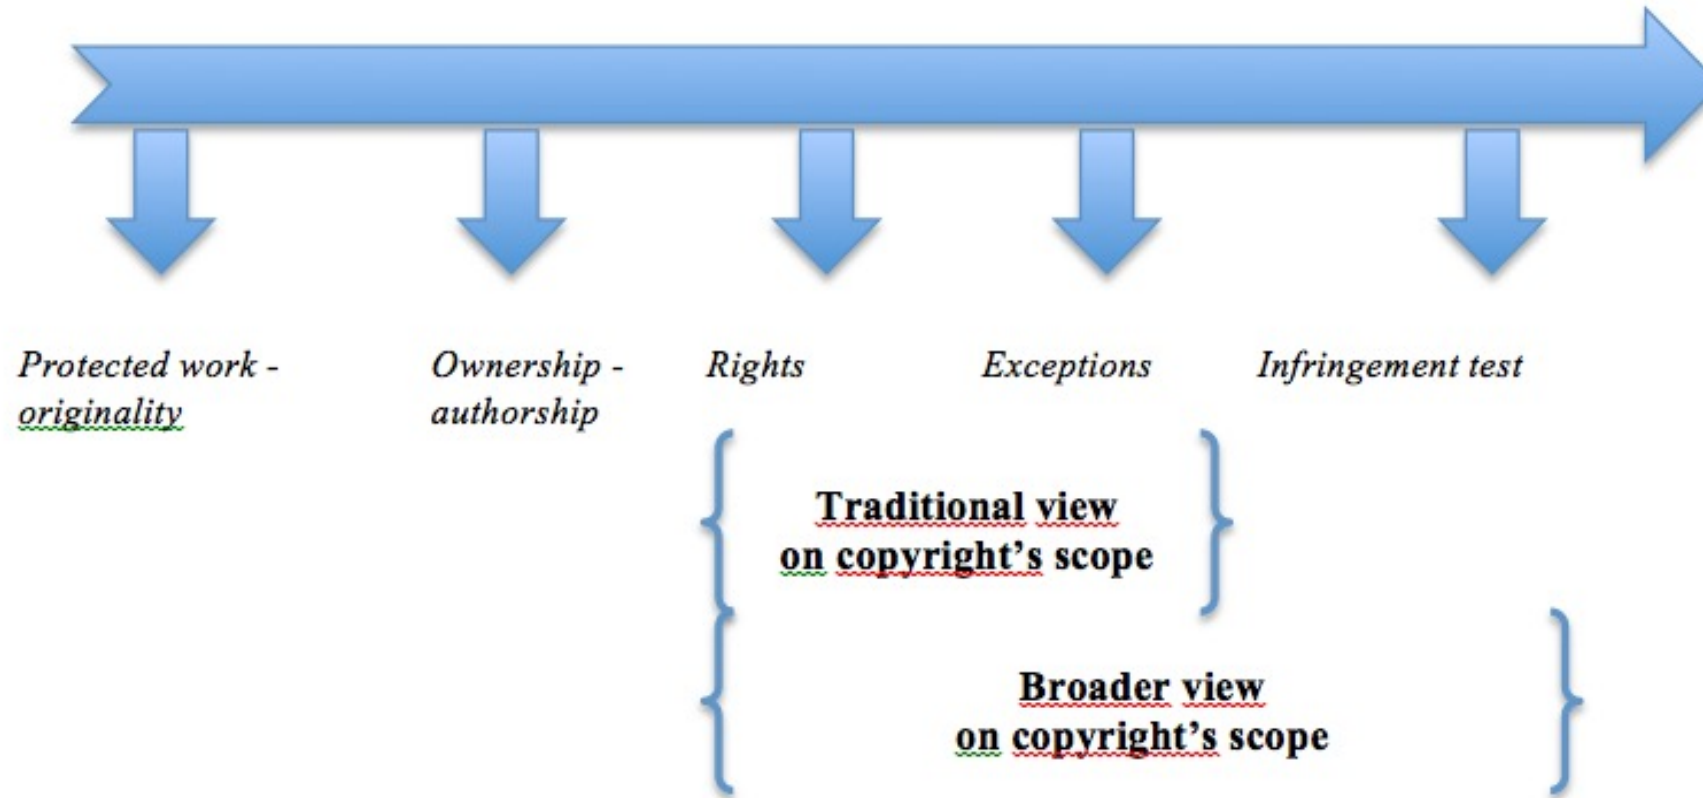 Protected work -
originality
Ownership -
authorship
Rights
Exceptions
Infringement test
Traditional view
on copyright’s scope
Broader view
on copyright’s scope